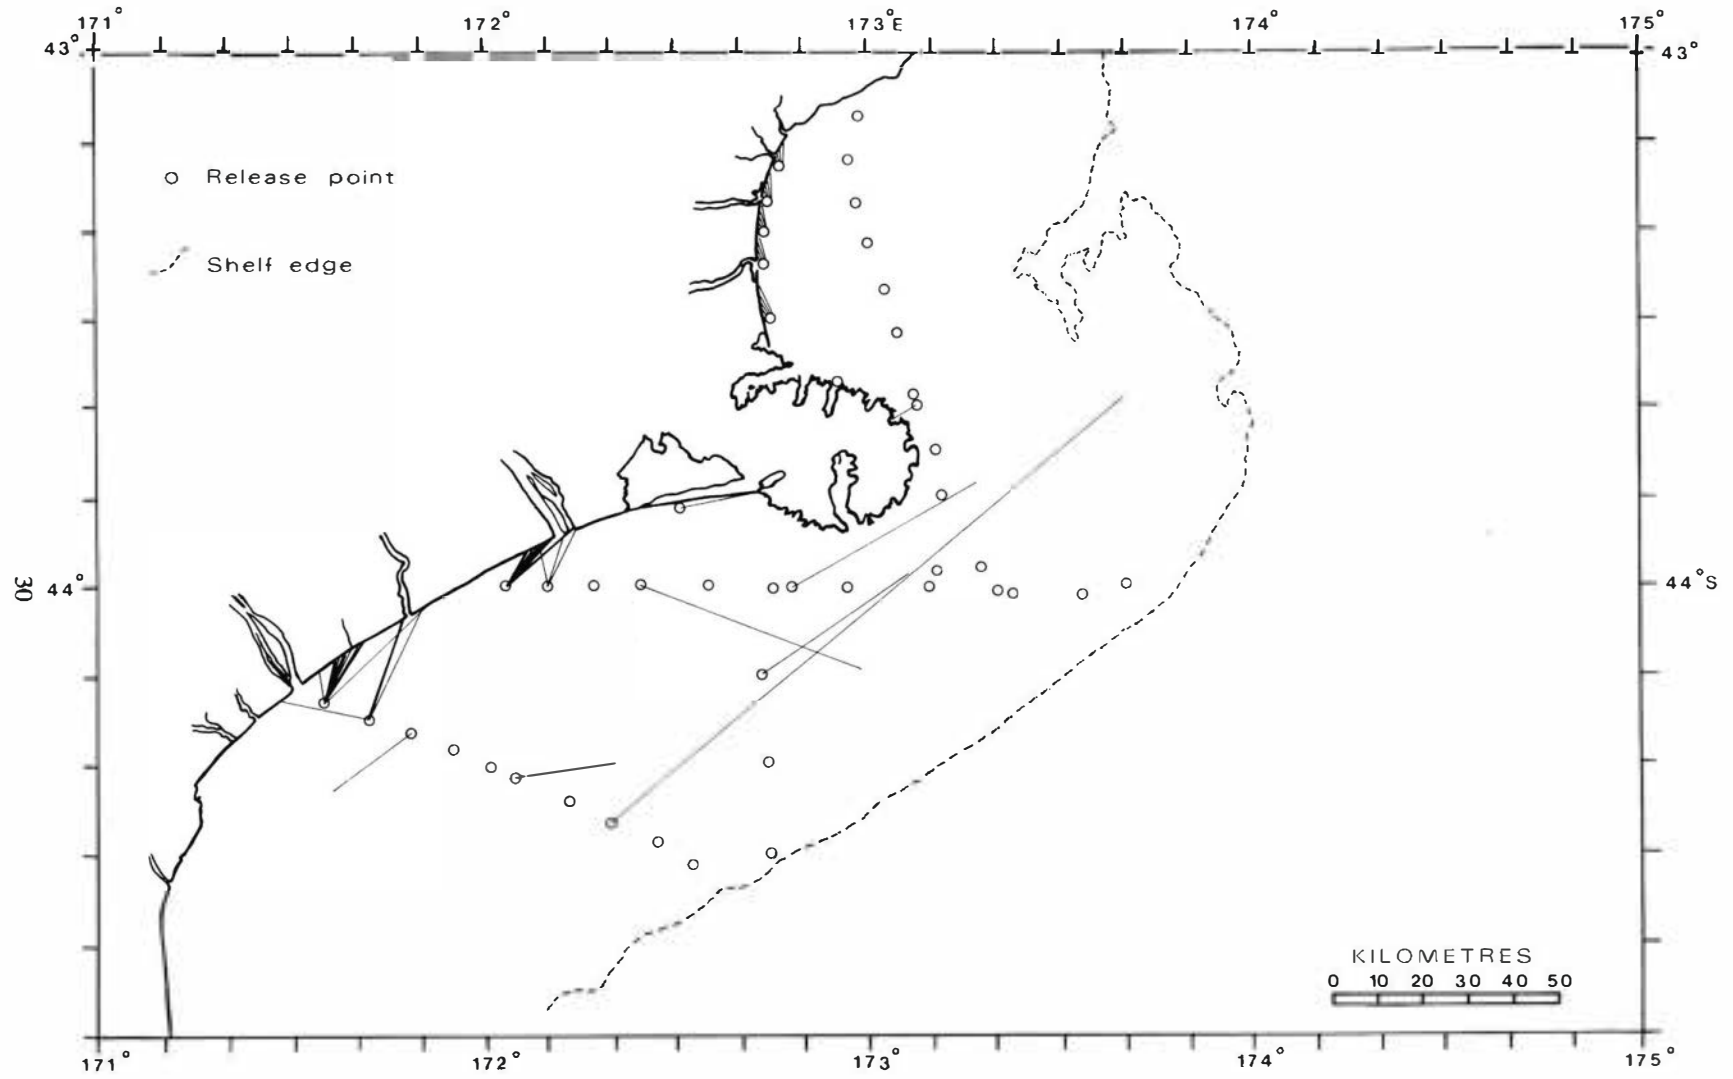 171° 172° 173°E 174° 175°
43° 43°
Release point
Shelf edge
30
44° 44°S
KILOMETRES
0 10 20 30 40 50
171° 172° 173° 174° 175°